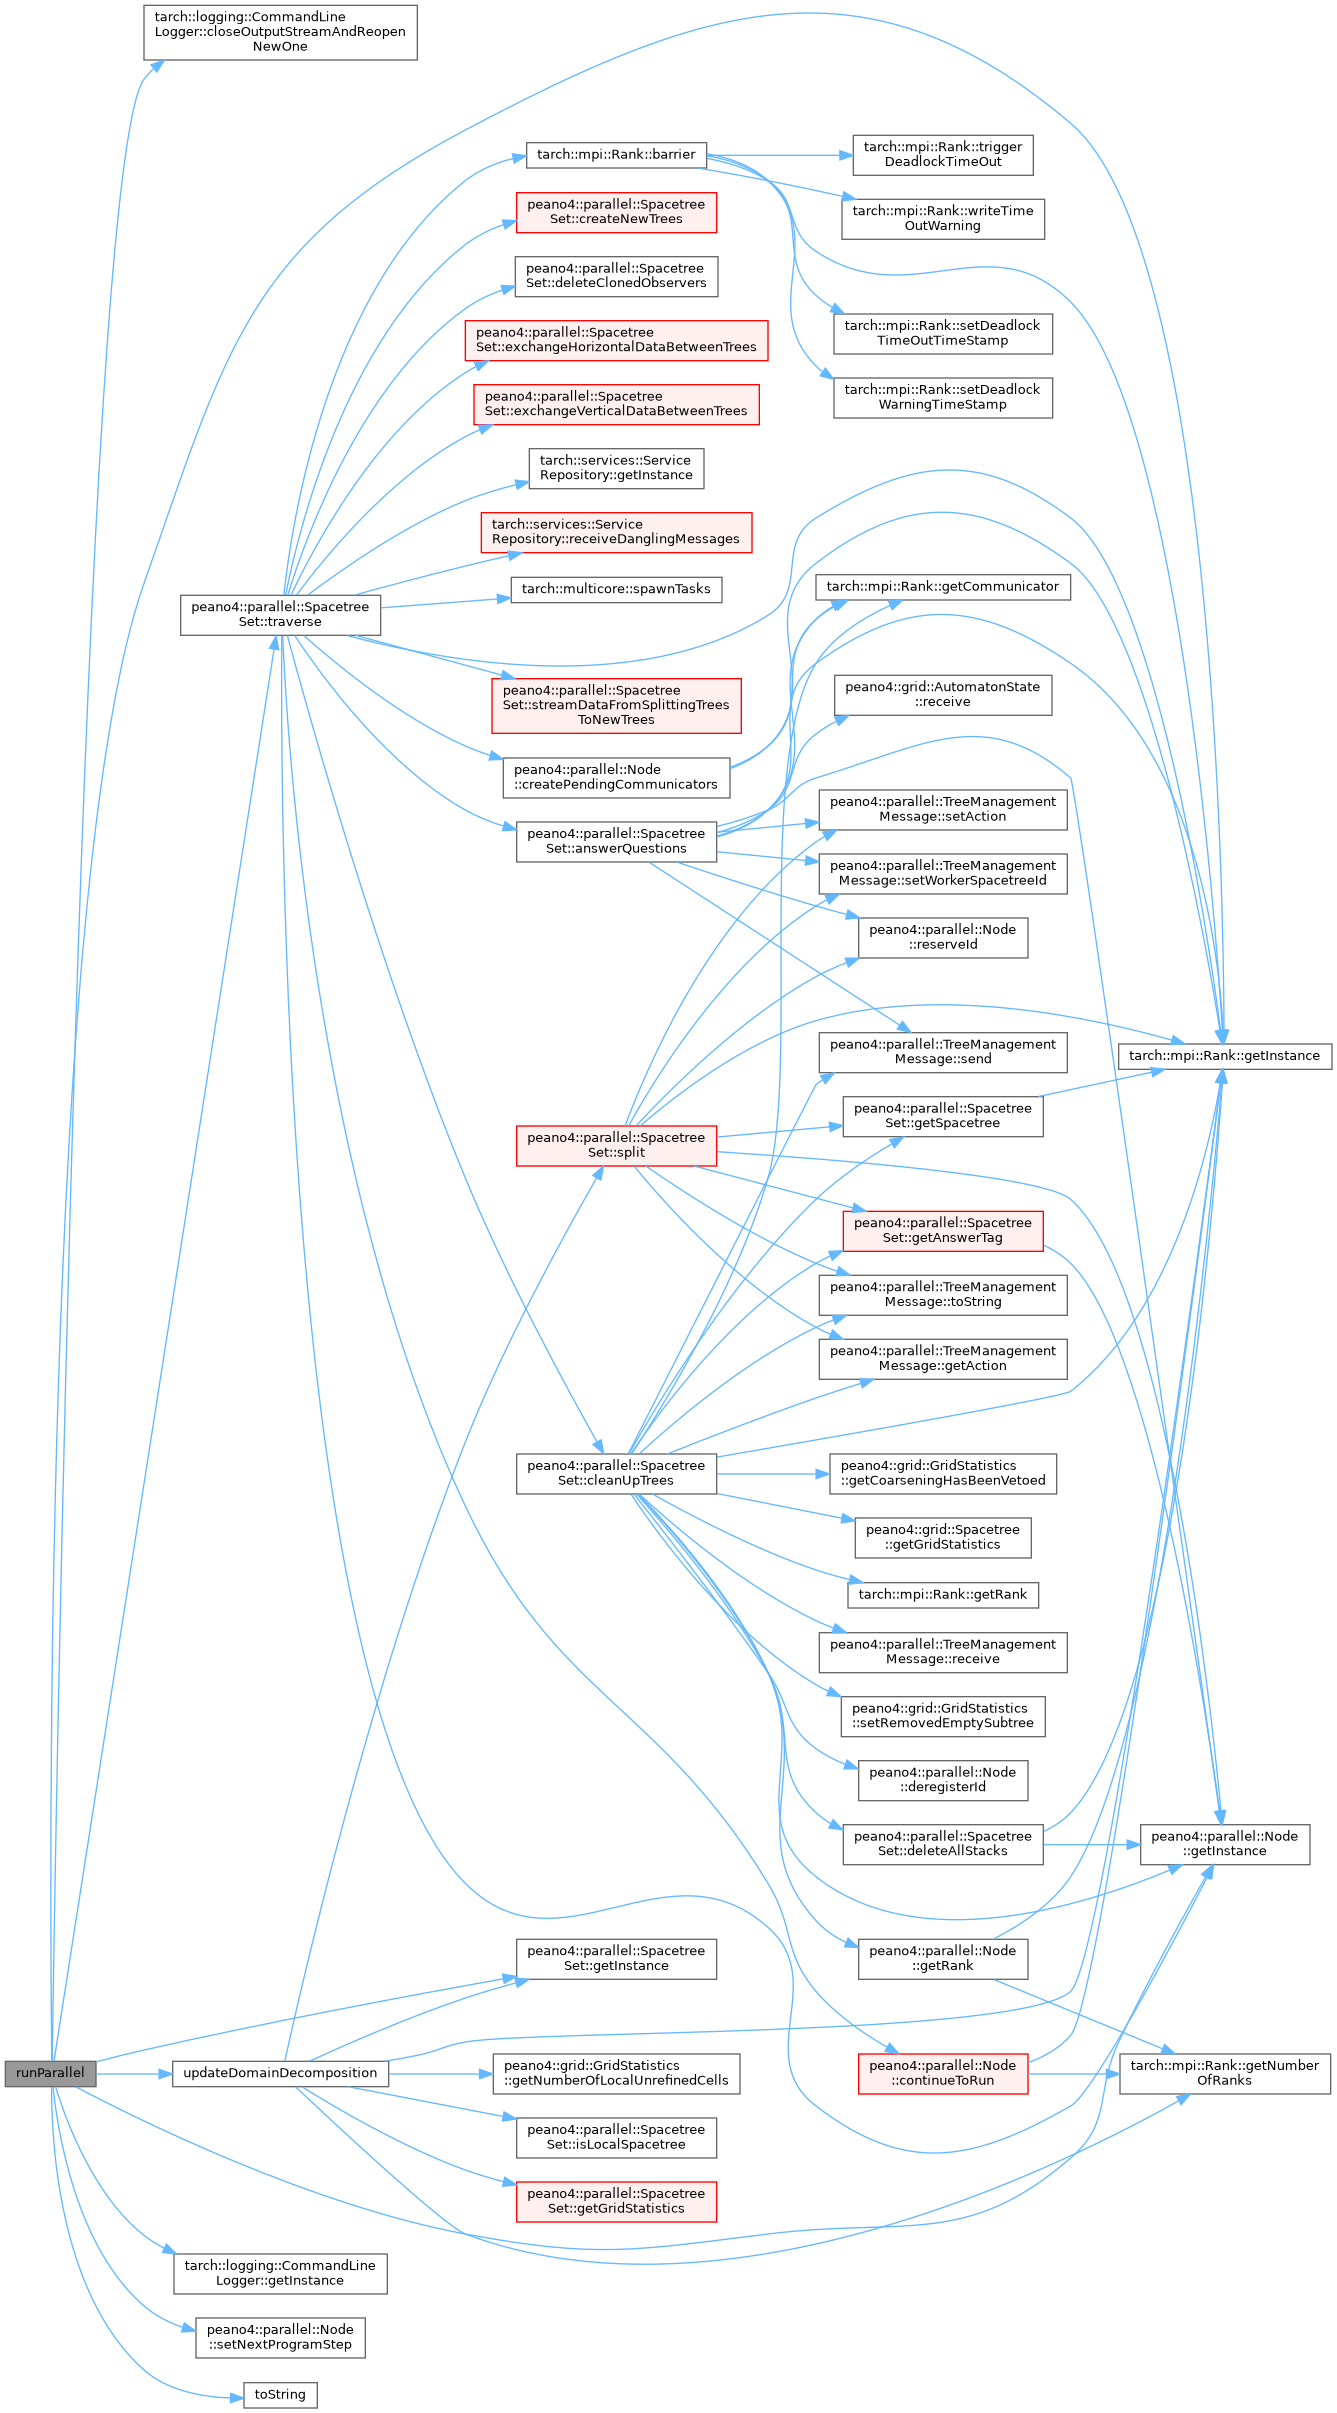 tarch::logging::CommandLine
Logger::closeOutputStreamAndReopen
NewOne
tarch::mpi::Rank::barrier
tarch::mpi::Rank::trigger
DeadlockTimeOut
peano4::parallel::Spacetree
Set::createNewTrees
tarch::mpi::Rank::writeTime
OutWarning
peano4::parallel::Spacetree
Set::deleteClonedObservers
peano4::parallel::Spacetree
Set::exchangeHorizontalDataBetweenTrees
tarch::mpi::Rank::setDeadlock
TimeOutTimeStamp
peano4::parallel::Spacetree
Set::exchangeVerticalDataBetweenTrees
tarch::mpi::Rank::setDeadlock
WarningTimeStamp
tarch::services::Service
Repository::getInstance
tarch::services::Service
Repository::receiveDanglingMessages
tarch::multicore::spawnTasks
tarch::mpi::Rank::getCommunicator
peano4::parallel::Spacetree
Set::traverse
peano4::parallel::Spacetree
Set::streamDataFromSplittingTrees
ToNewTrees
peano4::grid::AutomatonState
::receive
peano4::parallel::Node
::createPendingCommunicators
peano4::parallel::TreeManagement
Message::setAction
peano4::parallel::Spacetree
Set::answerQuestions
peano4::parallel::TreeManagement
Message::setWorkerSpacetreeId
peano4::parallel::Node
::reserveId
peano4::parallel::TreeManagement
Message::send
tarch::mpi::Rank::getInstance
peano4::parallel::Spacetree
Set::getSpacetree
peano4::parallel::Spacetree
Set::split
peano4::parallel::Spacetree
Set::getAnswerTag
peano4::parallel::TreeManagement
Message::toString
peano4::parallel::TreeManagement
Message::getAction
peano4::parallel::Spacetree
Set::cleanUpTrees
peano4::grid::GridStatistics
::getCoarseningHasBeenVetoed
peano4::grid::Spacetree
::getGridStatistics
tarch::mpi::Rank::getRank
peano4::parallel::TreeManagement
Message::receive
peano4::grid::GridStatistics
::setRemovedEmptySubtree
peano4::parallel::Node
::deregisterId
peano4::parallel::Spacetree
Set::deleteAllStacks
peano4::parallel::Node
::getInstance
peano4::parallel::Spacetree
Set::getInstance
peano4::parallel::Node
::getRank
runParallel
updateDomainDecomposition
peano4::grid::GridStatistics
::getNumberOfLocalUnrefinedCells
peano4::parallel::Node
::continueToRun
tarch::mpi::Rank::getNumber
OfRanks
peano4::parallel::Spacetree
Set::isLocalSpacetree
peano4::parallel::Spacetree
Set::getGridStatistics
tarch::logging::CommandLine
Logger::getInstance
peano4::parallel::Node
::setNextProgramStep
toString